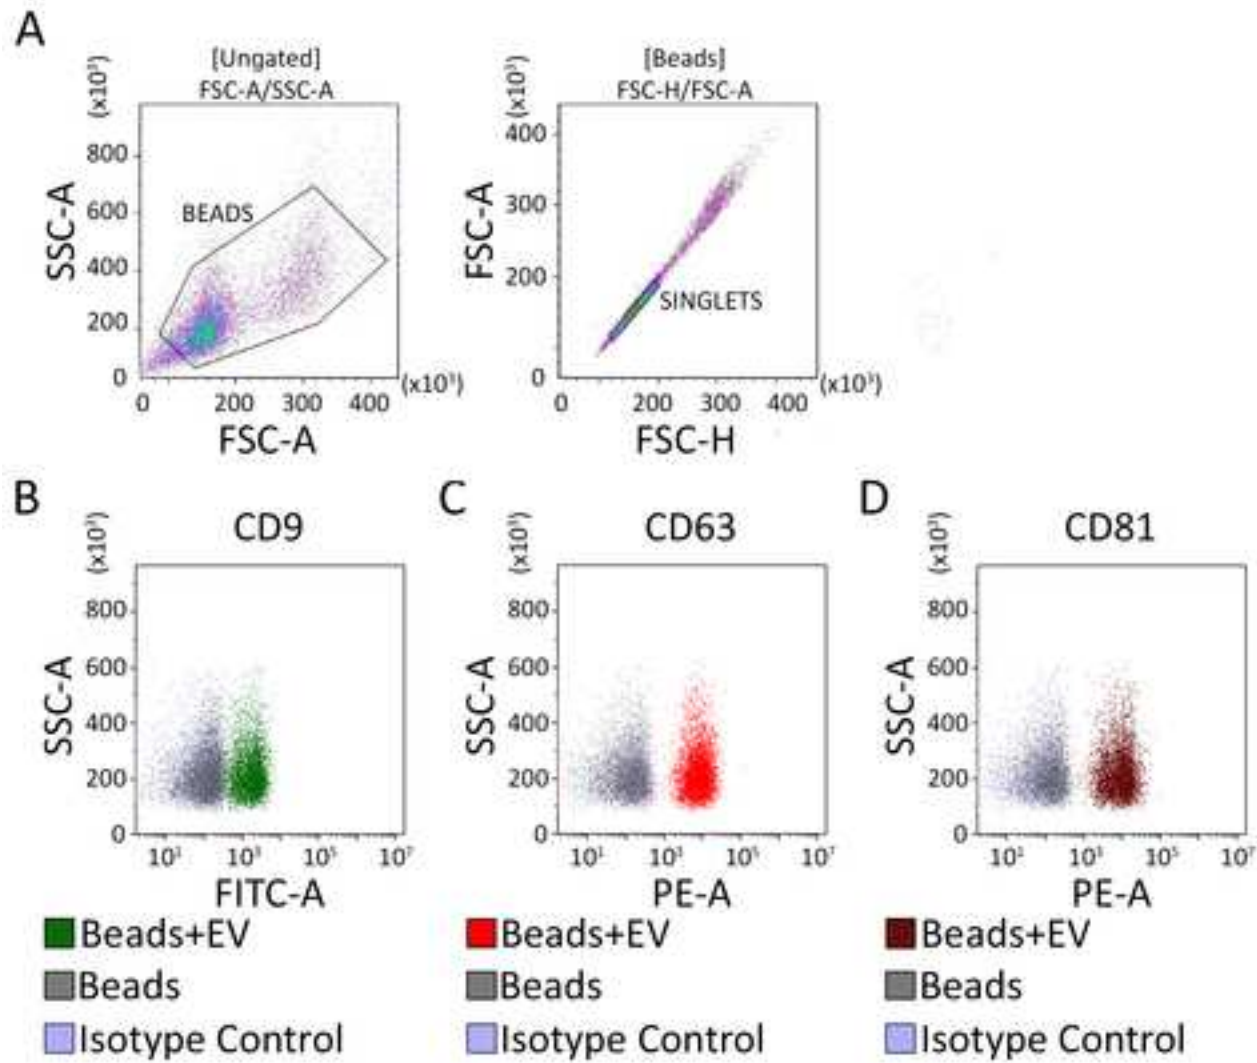 A
[Ungated]
FSC-A/SSC-A
(x10³)
SSC-A
800
600
400
200
0
BEADS
0 200 300 400
(x10³)
FSC-A
[Beads]
FSC-H/FSC-A
(x10³)
FSC-A
400
300
200
0
SINGLETS
0 200 300 400
(x10³)
FSC-H
B
CD9
(x10³)
SSC-A
800
600
400
200
0
10¹ 10³ 10⁵ 10⁷
FITC-A
Beads+EV
Beads
Isotype Control
C
CD63
(x10³)
SSC-A
800
600
400
200
0
10¹ 10³ 10⁵ 10⁷
PE-A
Beads+EV
Beads
Isotype Control
D
CD81
(x10³)
SSC-A
800
600
400
200
0
10¹ 10³ 10⁵ 10⁷
PE-A
Beads+EV
Beads
Isotype Control